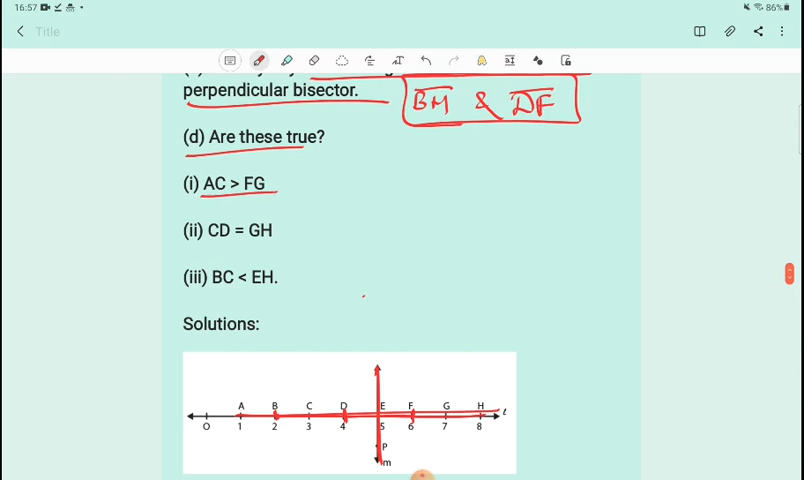 16:57 86%
Title
perpendicular bisector. BM & DF
(d) Are these true?
(i) AC > FG
(ii) CD = GH
(iii) BC < EH.
Solutions:
A B C D E F G H
l
O 1 2 3 4 5 6 7 8
P
m